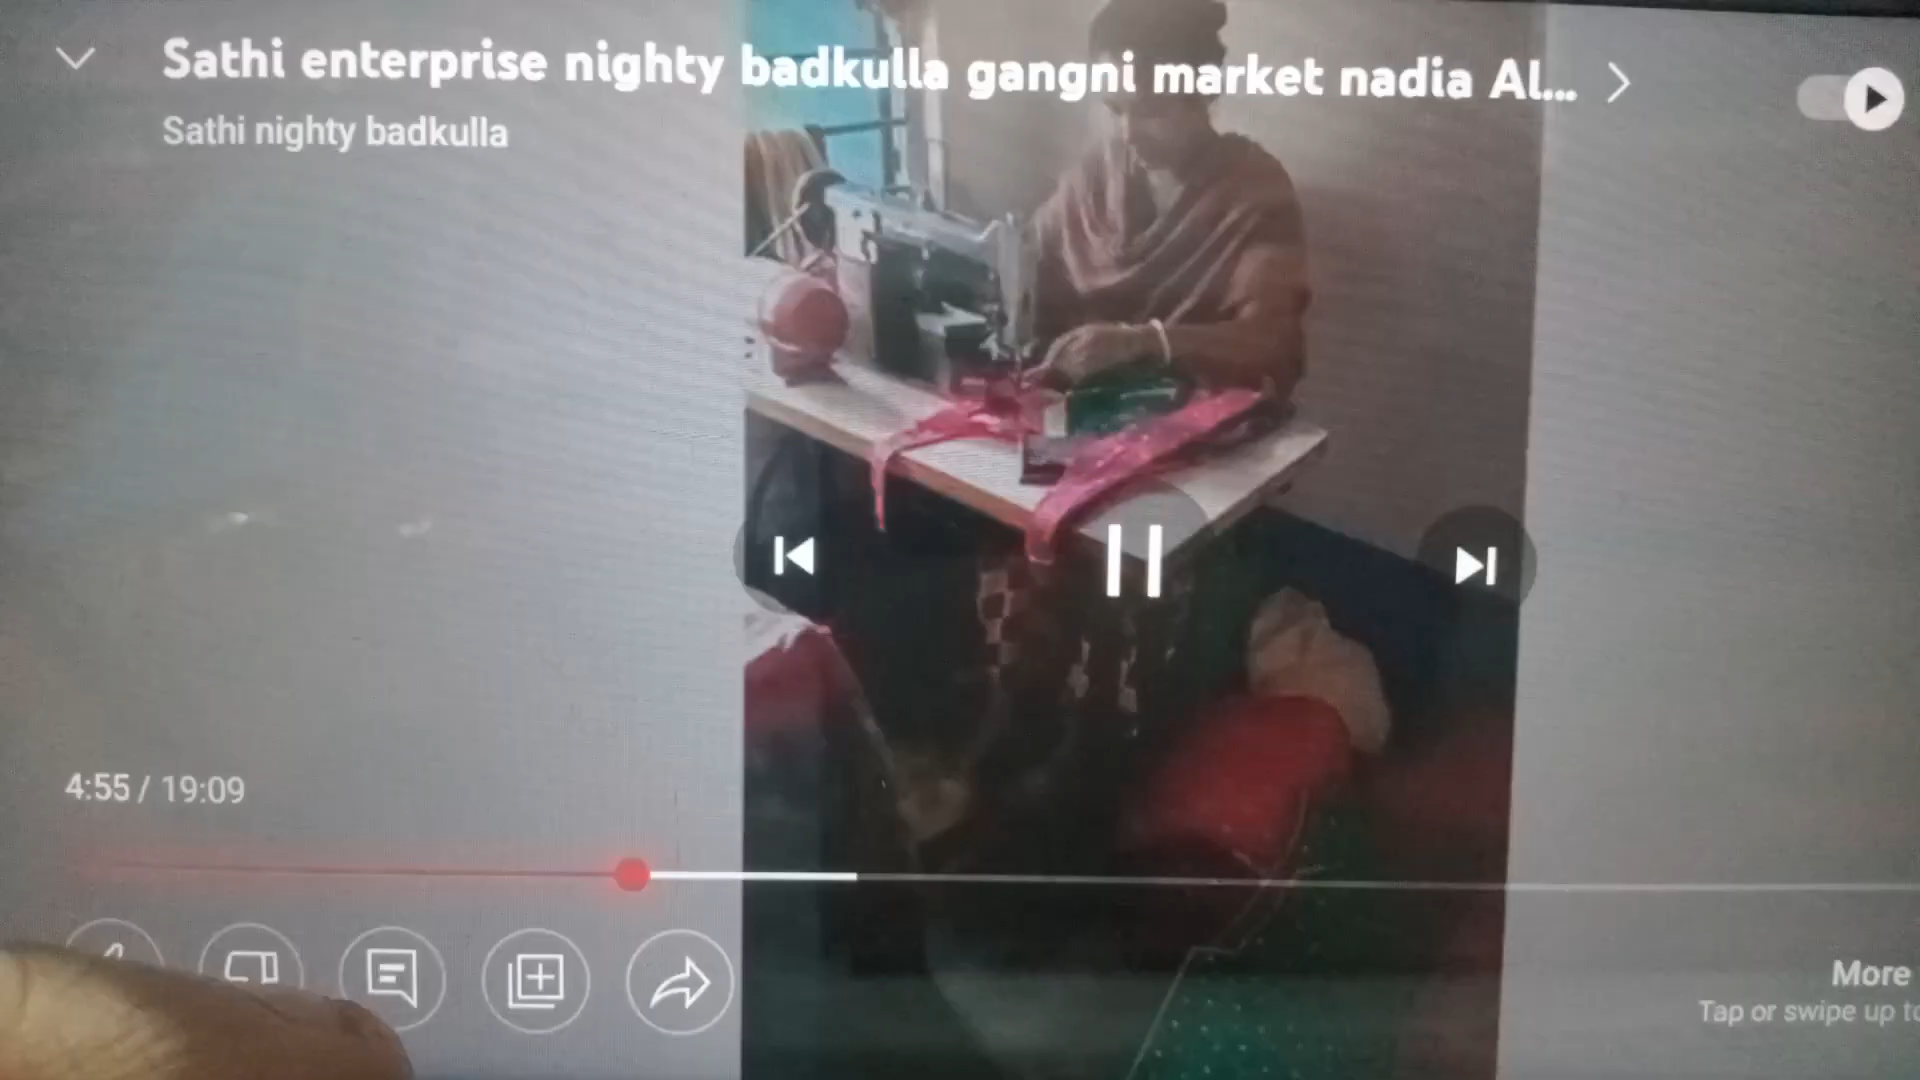 Sathi enterprise nighty badkulla gangni market nadia Al...
Sathi nighty badkulla
4:55 / 19:09
More
Tap or swipe up to